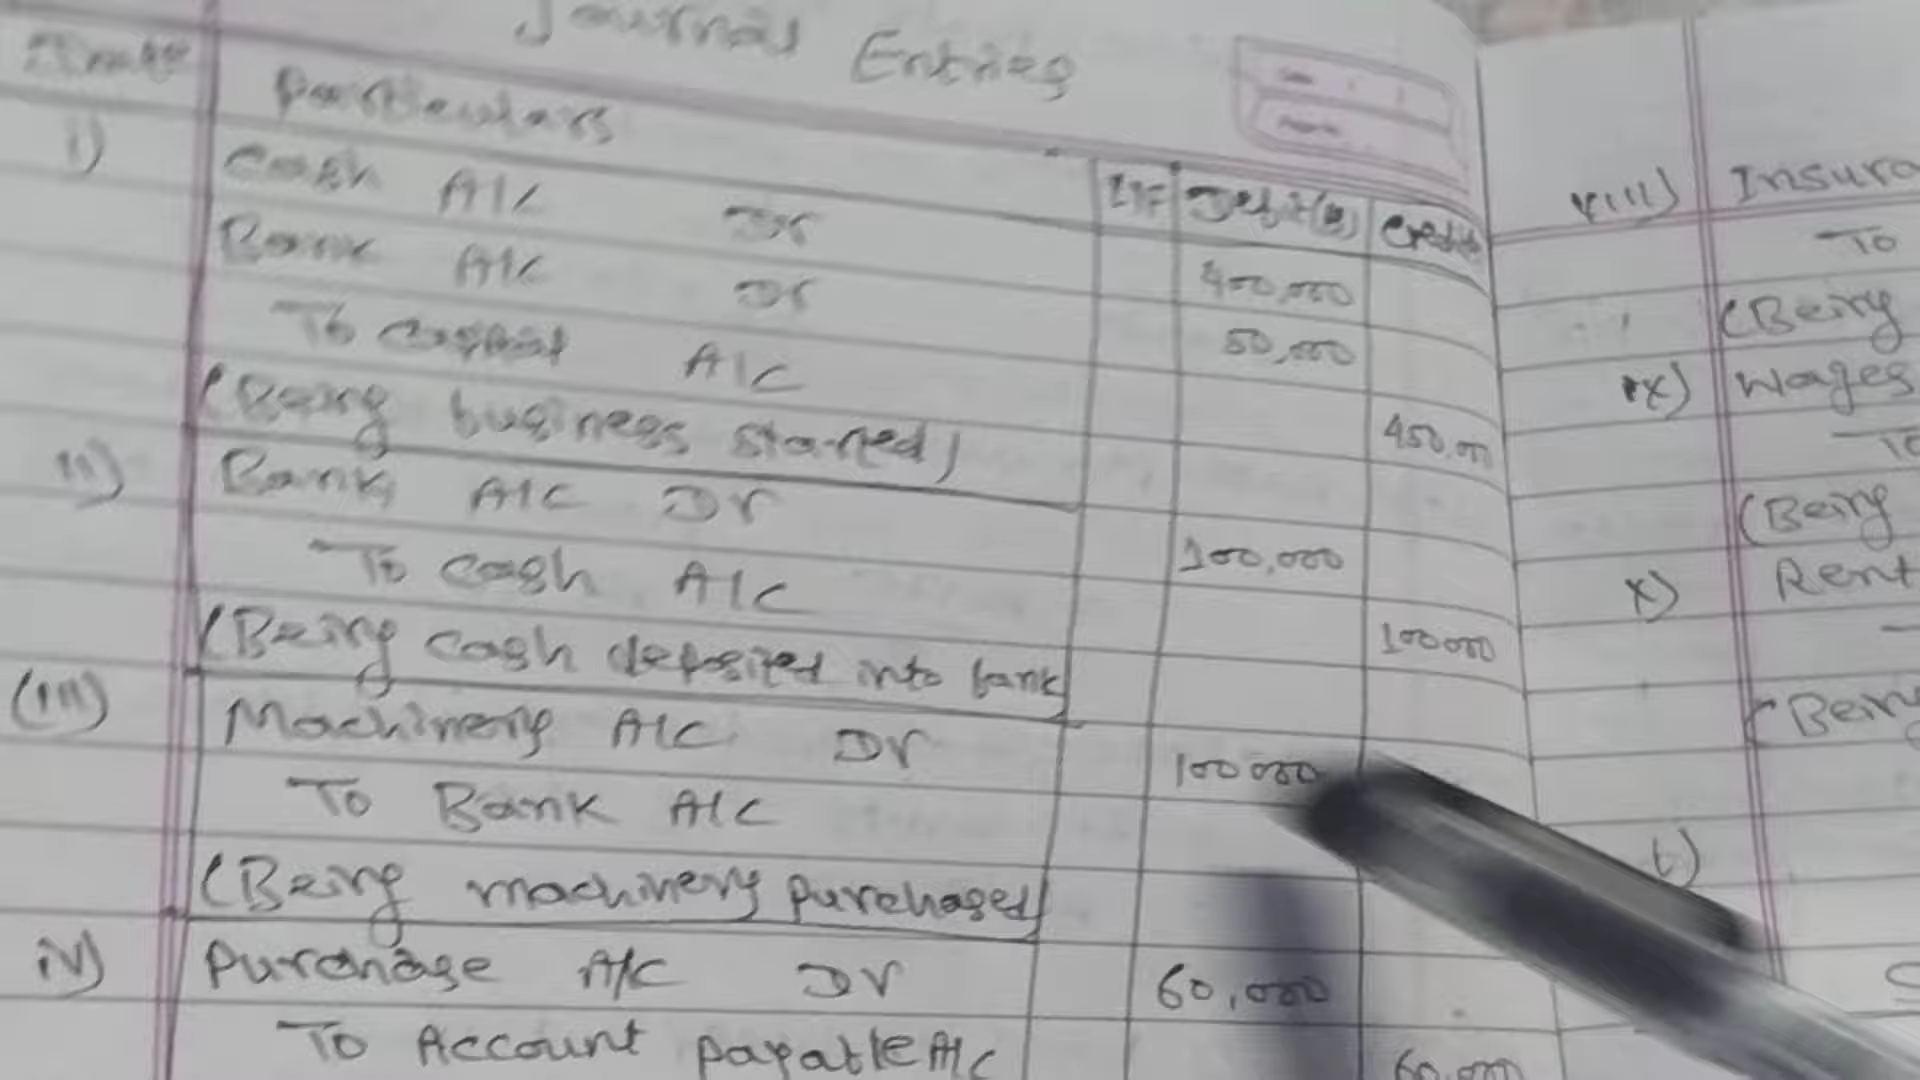 Journal Entries
Date Particulars L/F Debit(₹) Credit
i) Cash A/C Dr 400,000
Bank A/C Dr 50,000
To capital A/C 450,00
(Being business started)
ii) Bank A/C Dr 100,000
To cash A/C 100000
(Being cash deposited into bank
(iii) Machinery A/C Dr 100000
To Bank A/C
(Being machinery purchased)
iv) Purchase A/C Dr 60,000
To Account payable A/C 60,000
viii) Insura
To
(Being
ix) Wages
To
(Being
x) Rent
(Being